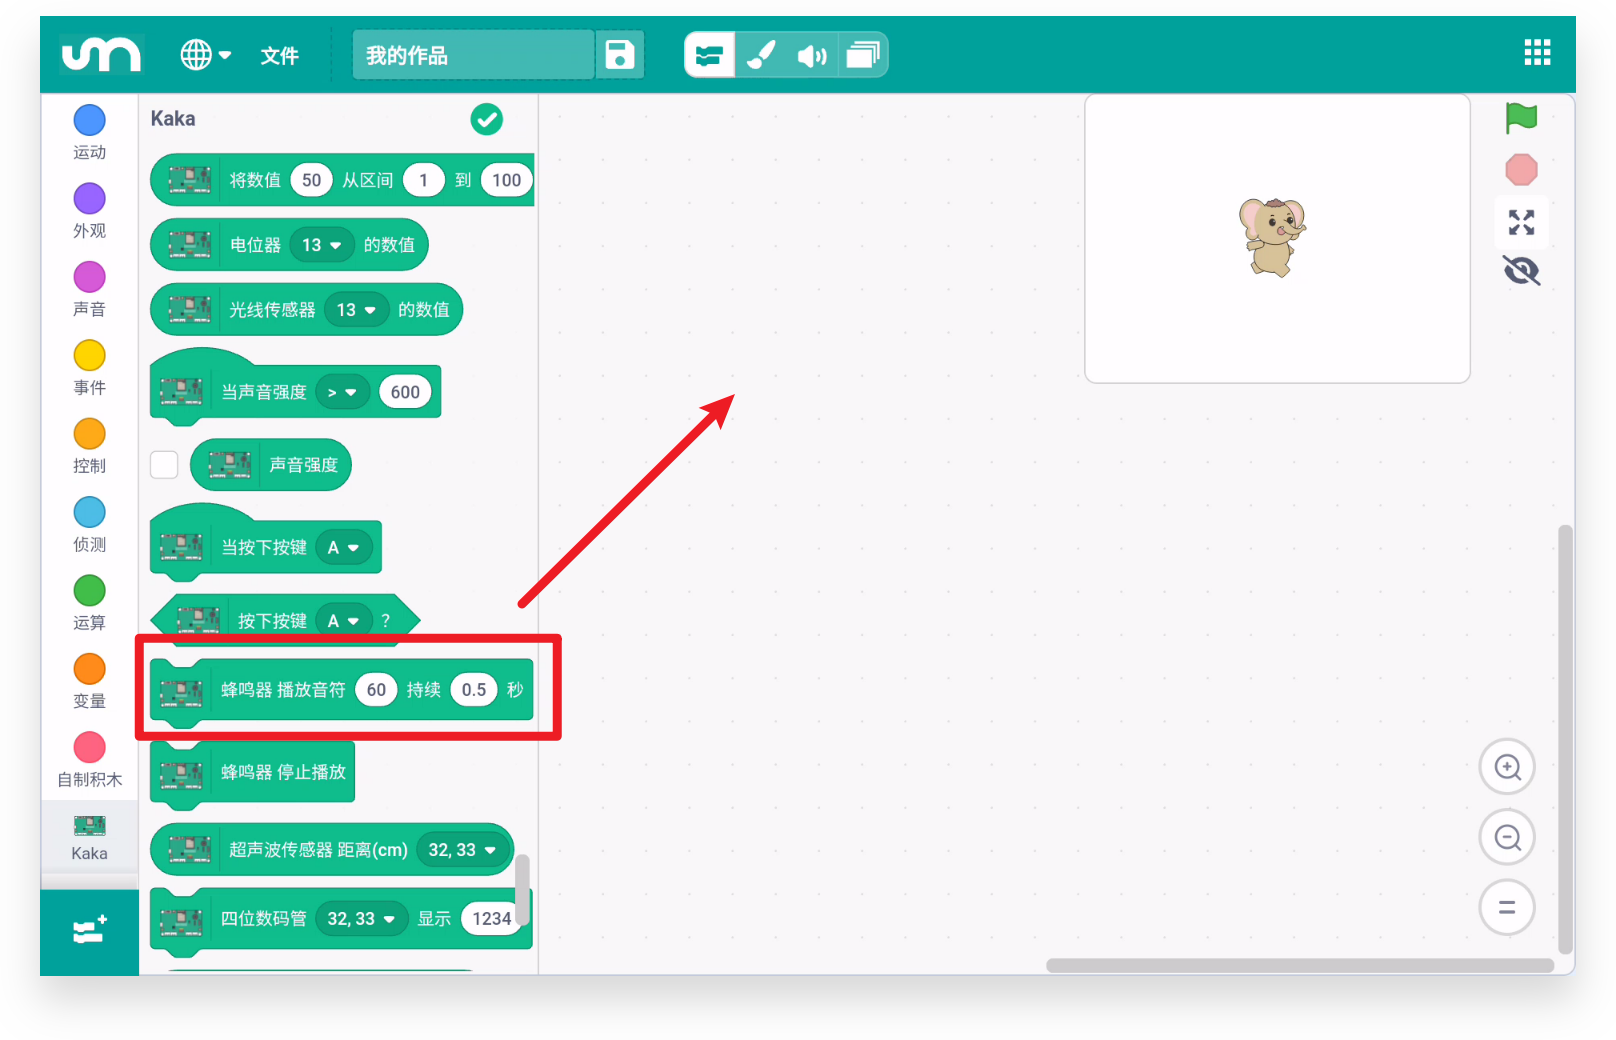 um
文件
我的作品
运动
外观
声音
事件
控制
侦测
运算
变量
自制积木
Kaka
Kaka
将数值 50 从区间 1 到 100
电位器 13 的数值
光线传感器 13 的数值
当声音强度 > 600
声音强度
当按下按键 A
按下按键 A ?
蜂鸣器 播放音符 60 持续 0.5 秒
蜂鸣器 停止播放
超声波传感器 距离(cm) 32, 33
四位数码管 32, 33 显示 1234